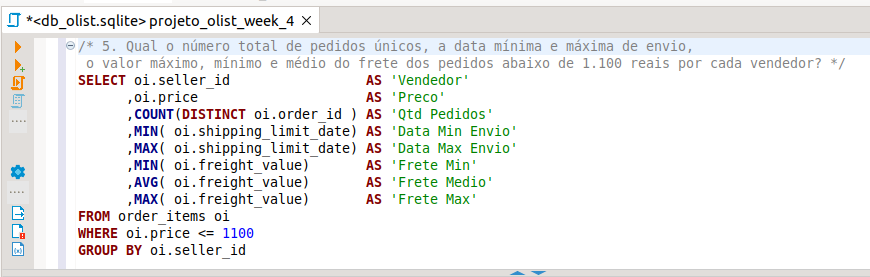 *<db_olist.sqlite> projeto_olist_week_4
/* 5. Qual o número total de pedidos únicos, a data mínima e máxima de envio,
o valor máximo, mínimo e médio do frete dos pedidos abaixo de 1.100 reais por cada vendedor? */
SELECT oi.seller_id AS 'Vendedor'
,oi.price AS 'Preco'
,COUNT(DISTINCT oi.order_id ) AS 'Qtd Pedidos'
,MIN( oi.shipping_limit_date) AS 'Data Min Envio'
,MAX( oi.shipping_limit_date) AS 'Data Max Envio'
,MIN( oi.freight_value) AS 'Frete Min'
,AVG( oi.freight_value) AS 'Frete Medio'
,MAX( oi.freight_value) AS 'Frete Max'
FROM order_items oi
WHERE oi.price <= 1100
GROUP BY oi.seller_id